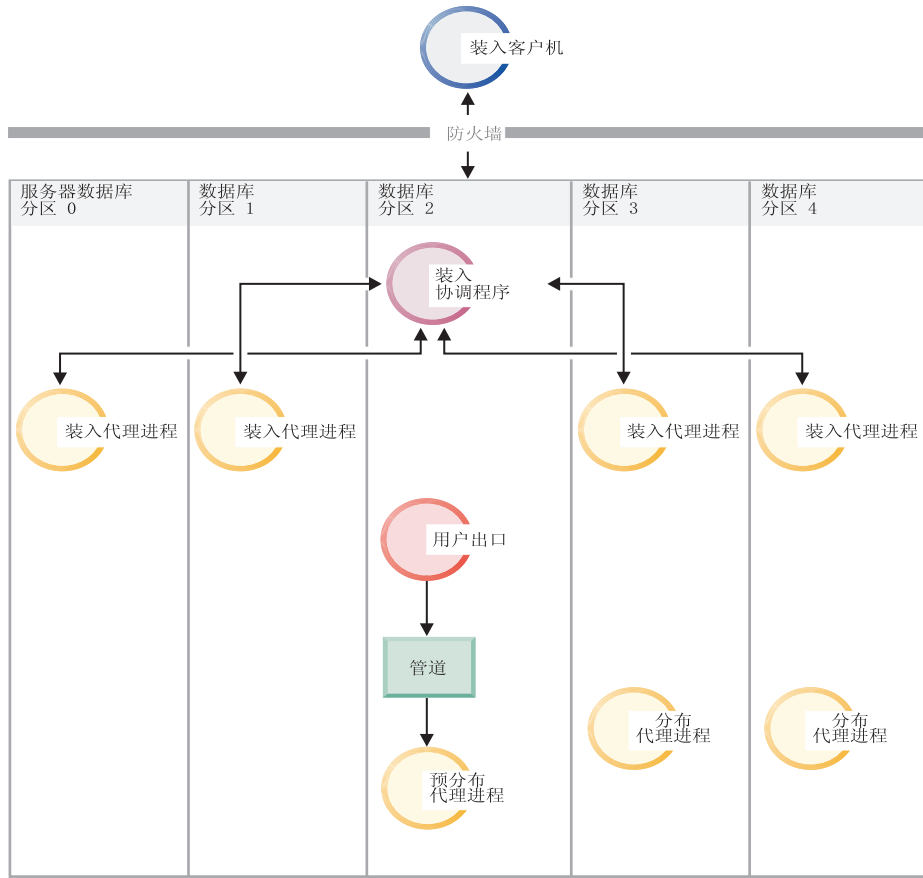 装入客户机
防火墙
服务器数据库
分区 0
数据库
分区 1
数据库
分区 2
数据库
分区 3
数据库
分区 4
装入
协调程序
装入代理进程
装入代理进程
装入代理进程
装入代理进程
用户出口
管道
分布
代理进程
分布
代理进程
预分布
代理进程